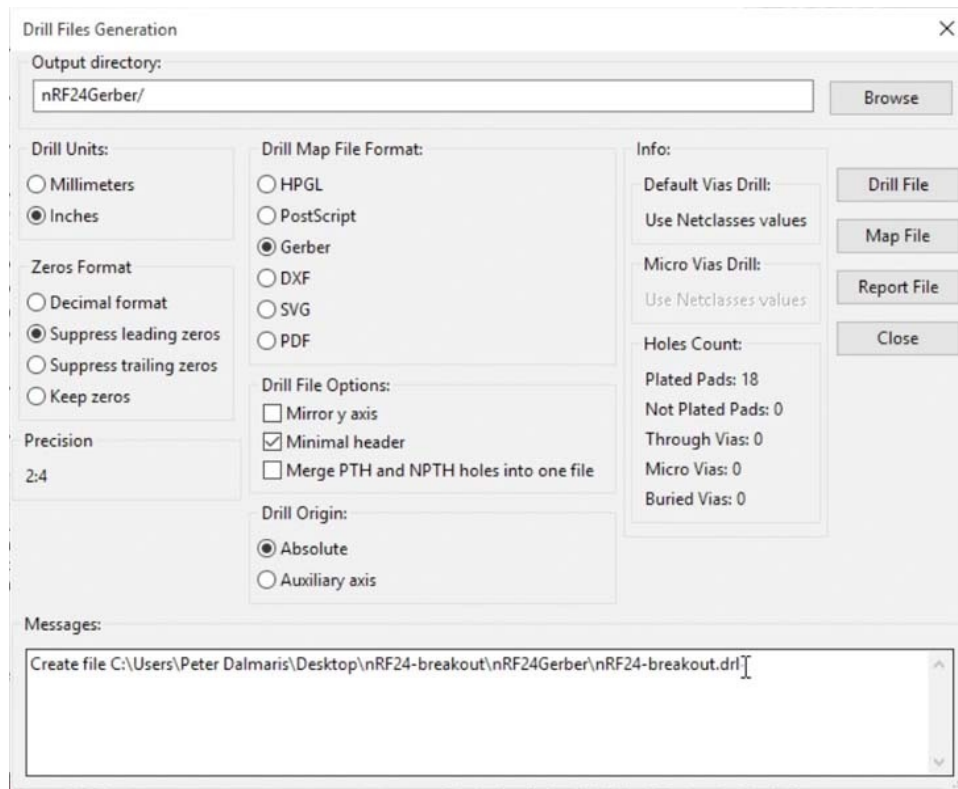 Drill Files Generation
Output directory:
nRF24Gerber/
Browse
Drill Units:
Millimeters
Inches
Zeros Format
Decimal format
Suppress leading zeros
Suppress trailing zeros
Keep zeros
Precision
2:4
Drill Map File Format:
HPGL
PostScript
Gerber
DXF
SVG
PDF
Drill File Options:
Mirror y axis
Minimal header
Merge PTH and NPTH holes into one file
Drill Origin:
Absolute
Auxiliary axis
Info:
Default Vias Drill:
Use Netclasses values
Micro Vias Drill:
Use Netclasses values
Holes Count:
Plated Pads: 18
Not Plated Pads: 0
Through Vias: 0
Micro Vias: 0
Buried Vias: 0
Drill File
Map File
Report File
Close
Messages:
Create file C:\Users\Peter Dalmaris\Desktop\nRF24-breakout\nRF24Gerber\nRF24-breakout.drl